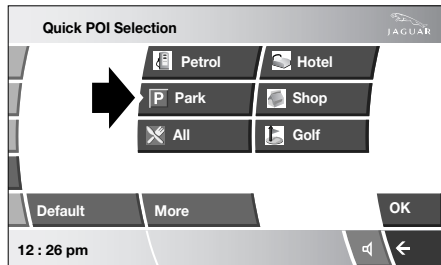 Quick POI Selection
JAGUAR
Petrol Hotel
P Park Shop
All Golf
Default More OK
12 : 26 pm